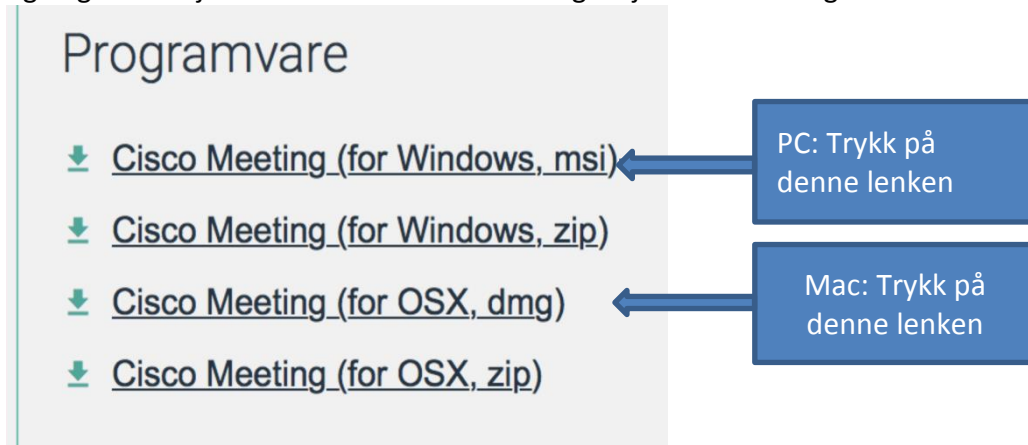 Programvare
Cisco Meeting (for Windows, msi)
PC: Trykk på
denne lenken
Cisco Meeting (for Windows, zip)
Cisco Meeting (for OSX, dmg)
Mac: Trykk på
denne lenken
Cisco Meeting (for OSX, zip)